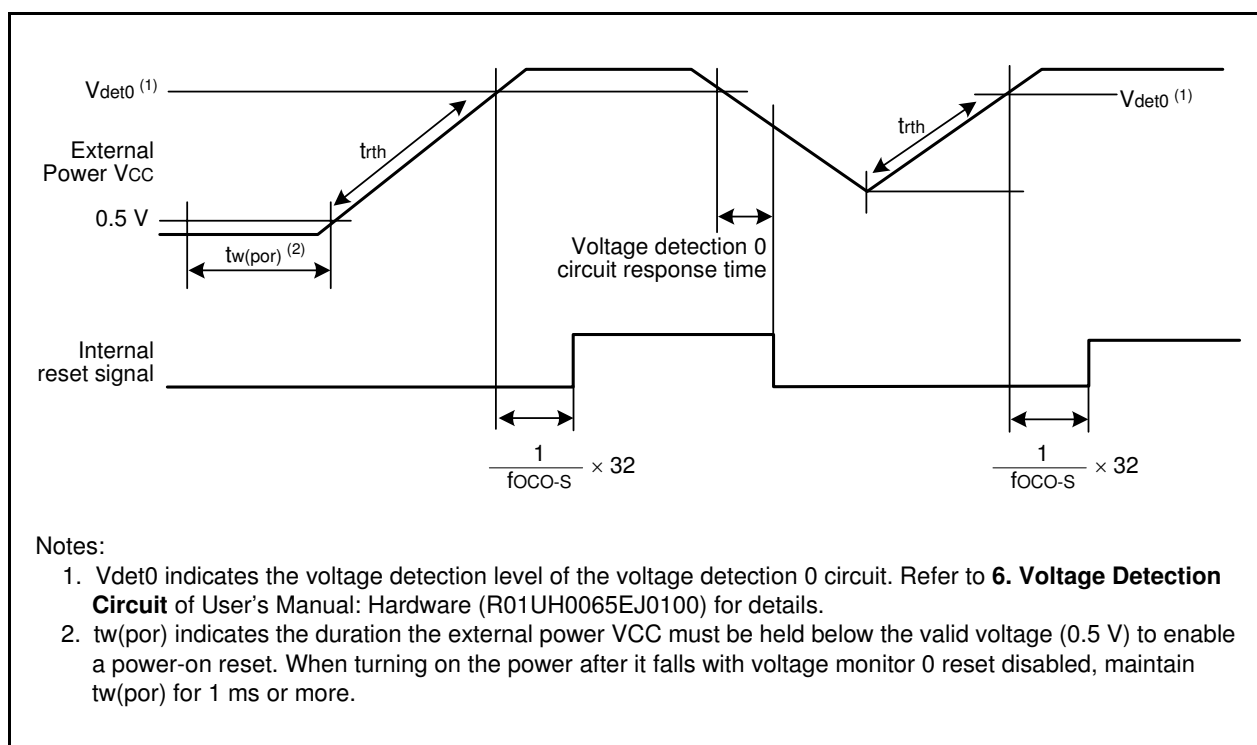 Vdet0 (1)
External
Power VCC
0.5 V
trth
tw(por) (2)
Voltage detection 0
circuit response time
trth
Vdet0 (1)
Internal
reset signal
1
fOCO-S
× 32
1
fOCO-S
× 32
Notes:
1. Vdet0 indicates the voltage detection level of the voltage detection 0 circuit. Refer to 6. Voltage Detection
Circuit of User's Manual: Hardware (R01UH0065EJ0100) for details.
2. tw(por) indicates the duration the external power VCC must be held below the valid voltage (0.5 V) to enable
a power-on reset. When turning on the power after it falls with voltage monitor 0 reset disabled, maintain
tw(por) for 1 ms or more.